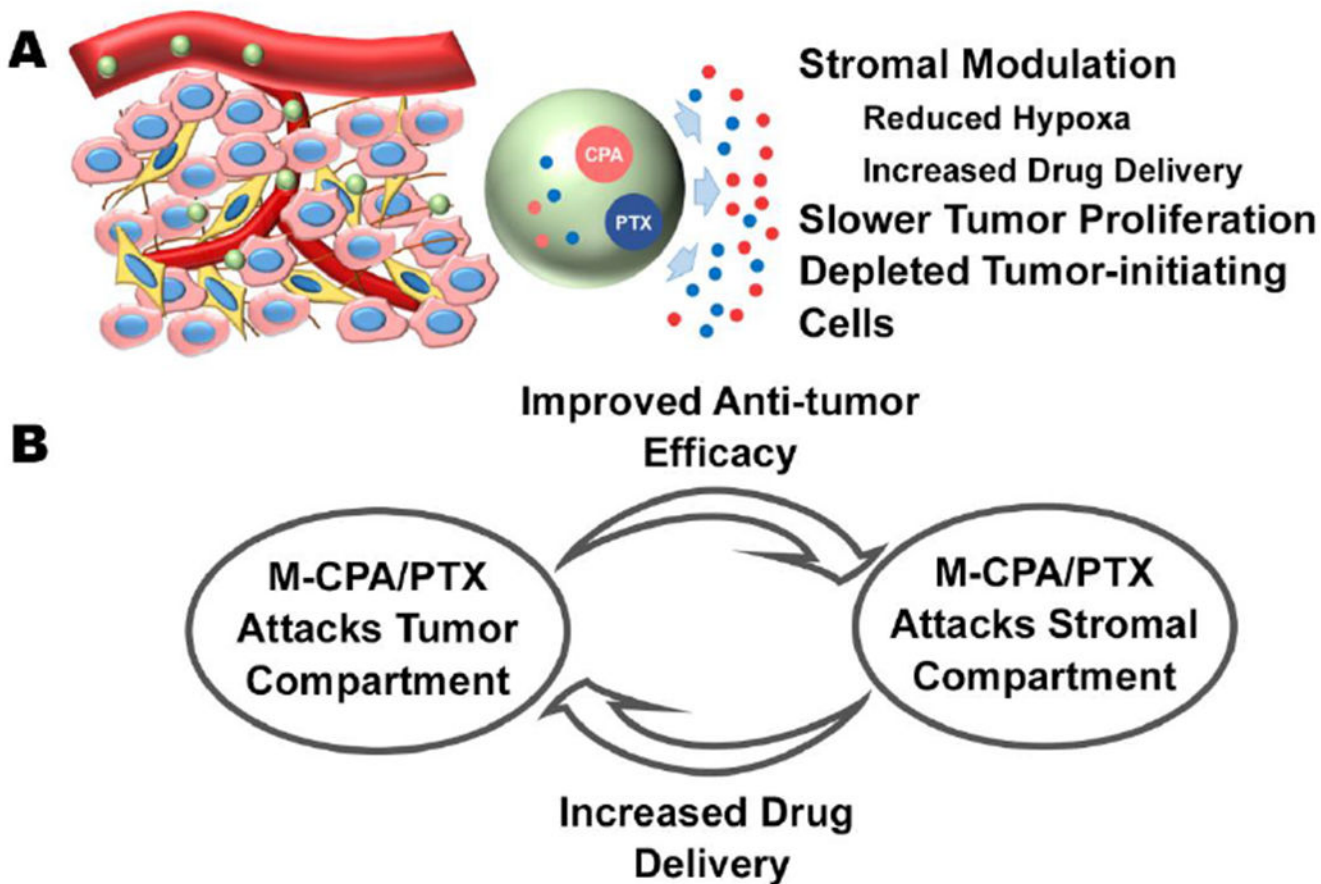 A
CPA
PTX
Stromal Modulation
Reduced Hypoxa
Increased Drug Delivery
Slower Tumor Proliferation
Depleted Tumor-initiating
Cells
B
Improved Anti-tumor
Efficacy
M-CPA/PTX
Attacks Tumor
Compartment
M-CPA/PTX
Attacks Stromal
Compartment
Increased Drug
Delivery